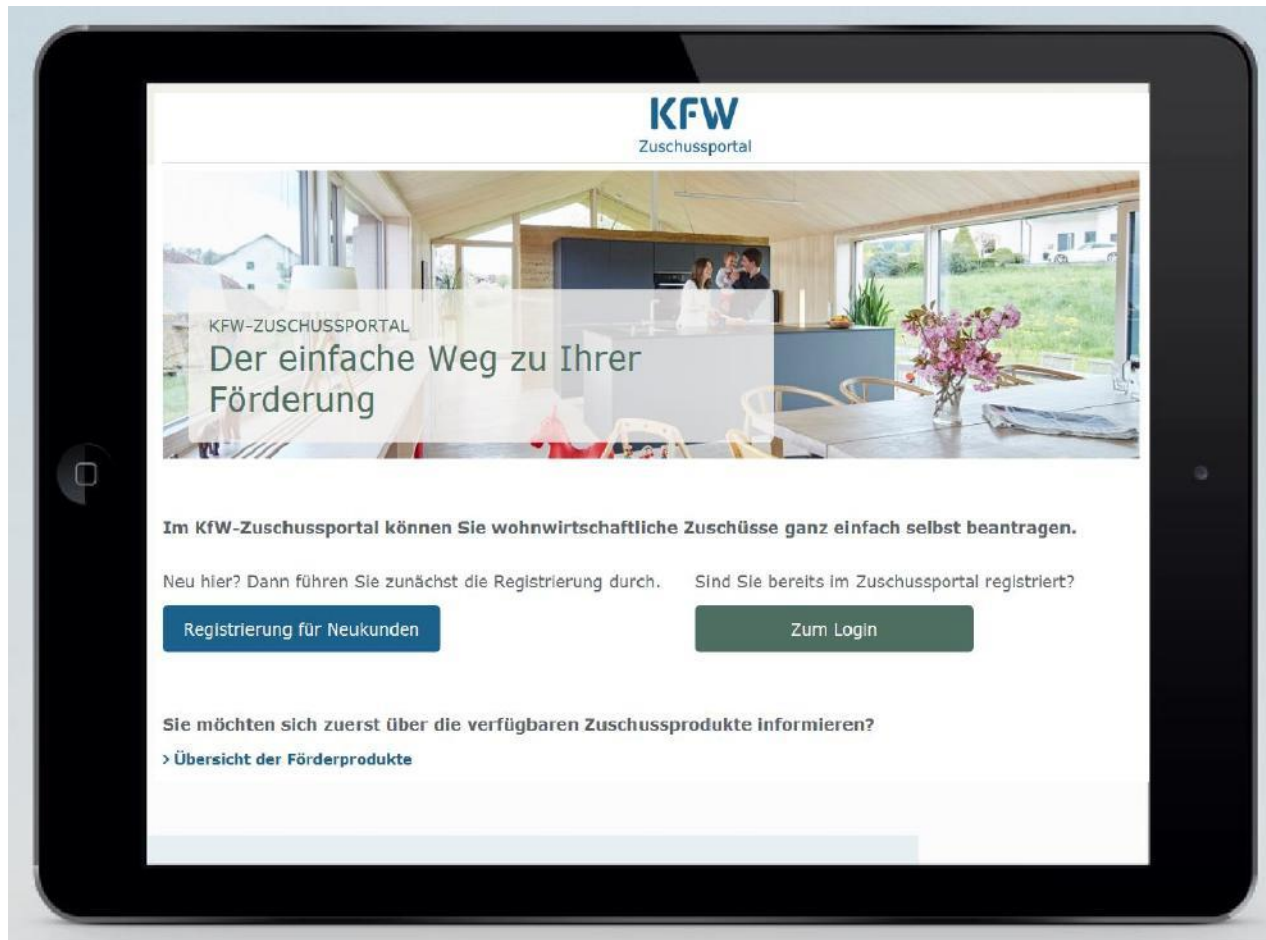 KFW
Zuschussportal
KFW-ZUSCHUSSPORTAL
Der einfache Weg zu Ihrer
Förderung
Im KfW-Zuschussportal können Sie wohnwirtschaftliche Zuschüsse ganz einfach selbst beantragen.
Neu hier? Dann führen Sie zunächst die Registrierung durch.
Registrierung für Neukunden
Sind Sie bereits im Zuschussportal registriert?
Zum Login
Sie möchten sich zuerst über die verfügbaren Zuschussprodukte informieren?
> Übersicht der Förderprodukte